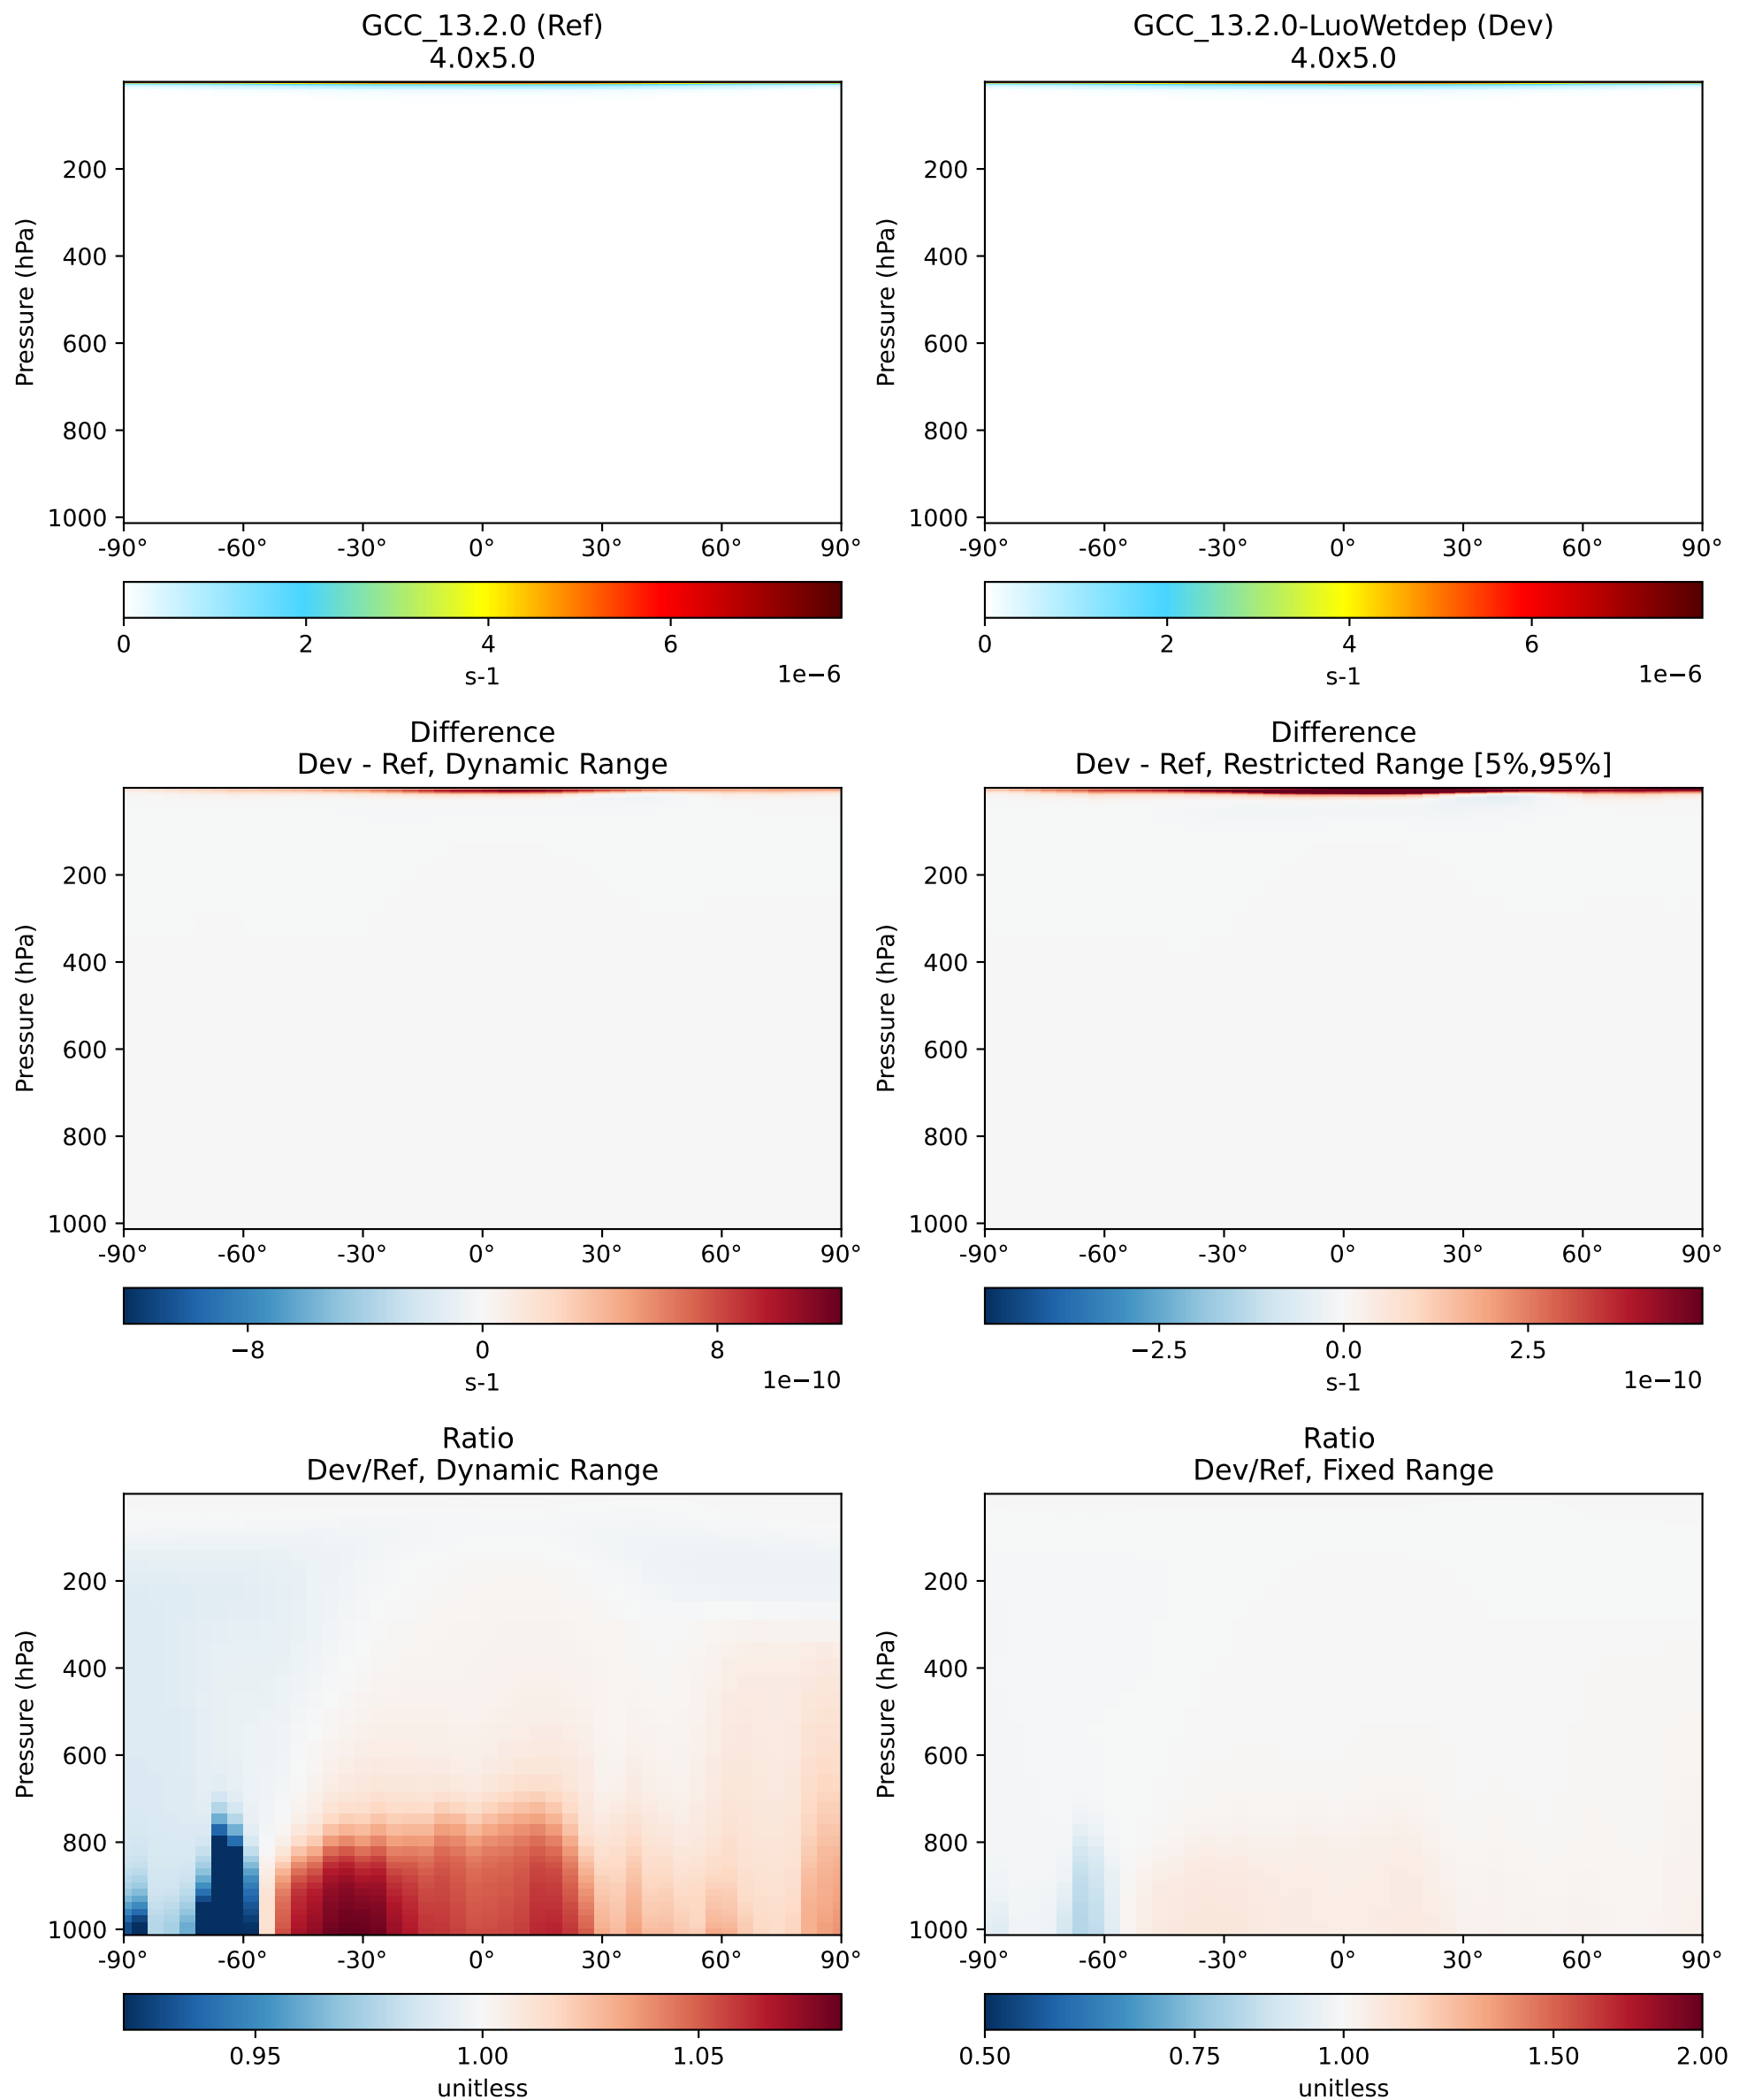 GCC_13.2.0 (Ref)
4.0x5.0
GCC_13.2.0-LuoWetdep (Dev)
4.0x5.0
Pressure (hPa)
200
400
600
800
1000
-90° -60° -30° 0° 30° 60° 90°
0 2 4 6
s-1
1e−6
Pressure (hPa)
200
400
600
800
1000
-90° -60° -30° 0° 30° 60° 90°
0 2 4 6
s-1
1e−6
Difference
Dev - Ref, Dynamic Range
Difference
Dev - Ref, Restricted Range [5%,95%]
Pressure (hPa)
200
400
600
800
1000
-90° -60° -30° 0° 30° 60° 90°
−8 0 8
s-1
1e−10
Pressure (hPa)
200
400
600
800
1000
-90° -60° -30° 0° 30° 60° 90°
−2.5 0.0 2.5
s-1
1e−10
Ratio
Dev/Ref, Dynamic Range
Ratio
Dev/Ref, Fixed Range
Pressure (hPa)
200
400
600
800
1000
-90° -60° -30° 0° 30° 60° 90°
0.95 1.00 1.05
unitless
Pressure (hPa)
200
400
600
800
1000
-90° -60° -30° 0° 30° 60° 90°
0.50 0.75 1.00 1.50 2.00
unitless